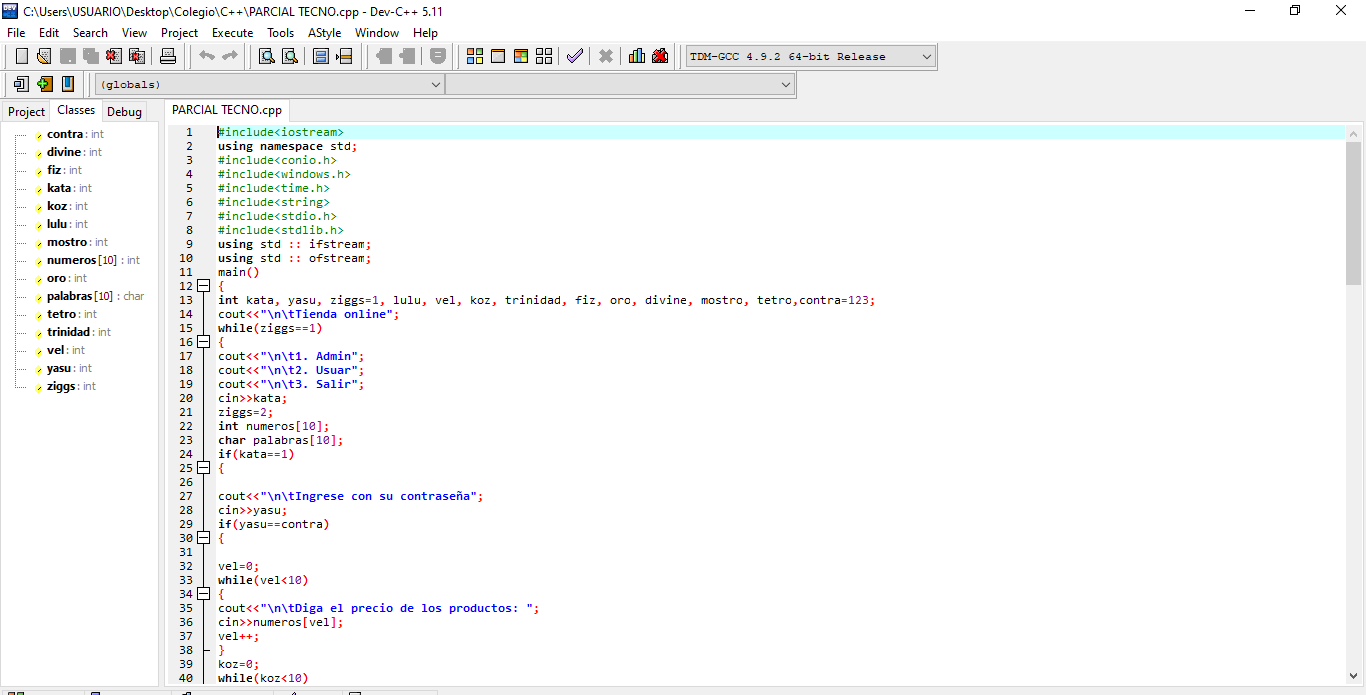 C:\Users\USUARIO\Desktop\Colegio\C++\PARCIAL TECNO.cpp - Dev-C++ 5.11
File Edit Search View Project Execute Tools AStyle Window Help
TDM-GCC 4.9.2 64-bit Release
(globals)
Project Classes Debug
PARCIAL TECNO.cpp
contra : int
divine : int
fiz : int
kata : int
koz : int
lulu : int
mostro : int
numeros [10] : int
oro : int
palabras [10] : char
tetro : int
trinidad : int
vel : int
yasu : int
ziggs : int
1 #include<iostream>
2 using namespace std;
3 #include<conio.h>
4 #include<windows.h>
5 #include<time.h>
6 #include<string>
7 #include<stdio.h>
8 #include<stdlib.h>
9 using std :: ifstream;
10 using std :: ofstream;
11 main()
12 {
13 int kata, yasu, ziggs=1, lulu, vel, koz, trinidad, fiz, oro, divine, mostro, tetro,contra=123;
14 cout<<"\n\tTienda online";
15 while(ziggs==1)
16 {
17 cout<<"\n\t1. Admin";
18 cout<<"\n\t2. Usuar";
19 cout<<"\n\t3. Salir";
20 cin>>kata;
21 ziggs=2;
22 int numeros[10];
23 char palabras[10];
24 if(kata==1)
25 {
26
27 cout<<"\n\tIngrese con su contraseña";
28 cin>>yasu;
29 if(yasu==contra)
30 {
31
32 vel=0;
33 while(vel<10)
34 {
35 cout<<"\n\tDiga el precio de los productos: ";
36 cin>>numeros[vel];
37 vel++;
38 }
39 koz=0;
40 while(koz<10)